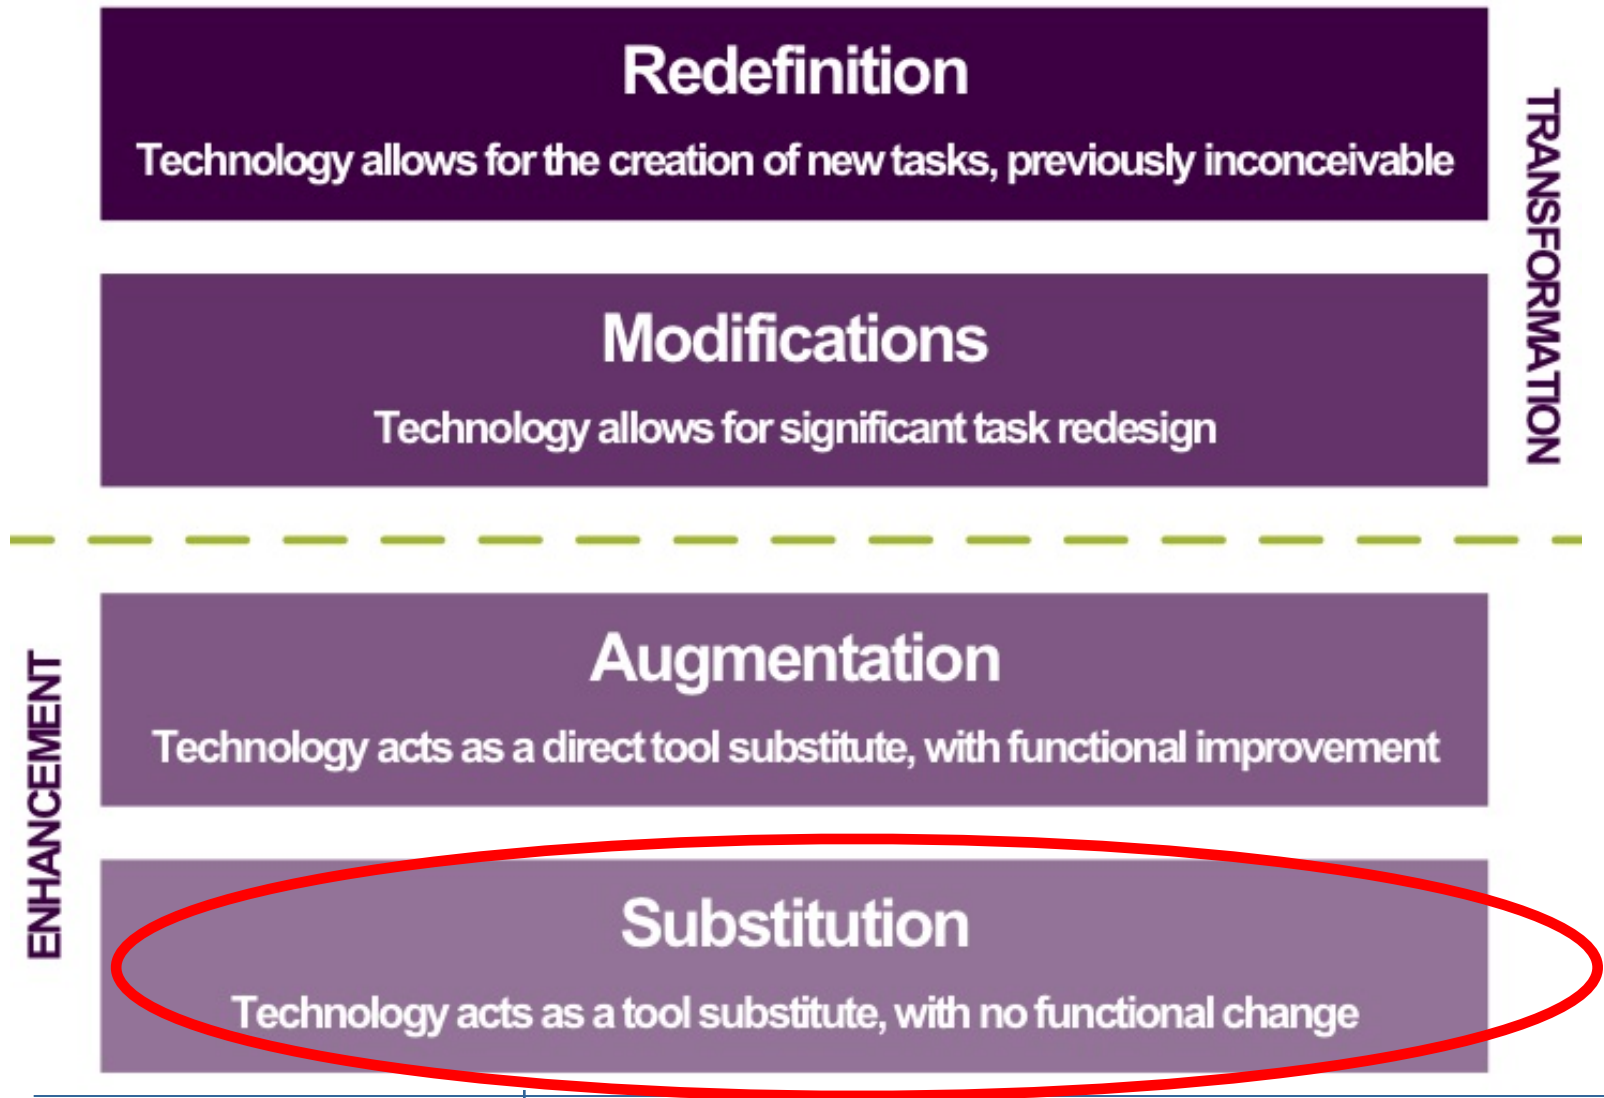 Redefinition
Technology allows for the creation of new tasks, previously inconceivable
TRANSFORMATION
Modifications
Technology allows for significant task redesign
ENHANCEMENT
Augmentation
Technology acts as a direct tool substitute, with functional improvement
Substitution
Technology acts as a tool substitute, with no functional change